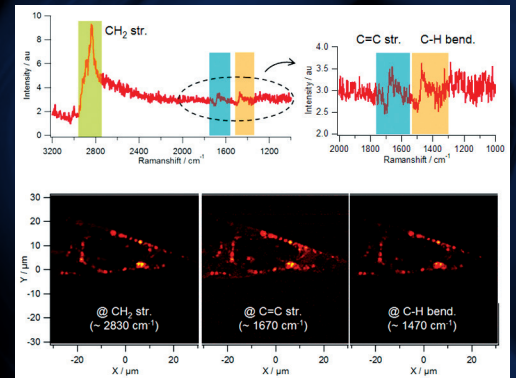 CH2 str.
Intensity / au
10
8
6
4
2
0
3200 2800 2400 2000 1600 1200
Ramanshift / cm-1
C=C str. C-H bend.
Intensity / au
4.0
3.5
3.0
2.5
2.0
2000 1800 1600 1400 1200 1000
Ramanshift / cm-1
Y / μm
30
20
10
0
-10
-20
-30
@ CH2 str.
(~ 2830 cm-1)
@ C=C str.
(~ 1670 cm-1)
@ C-H bend.
(~ 1470 cm-1)
-20 0 20 -20 0 20 -20 0 20
X / μm X / μm X / μm